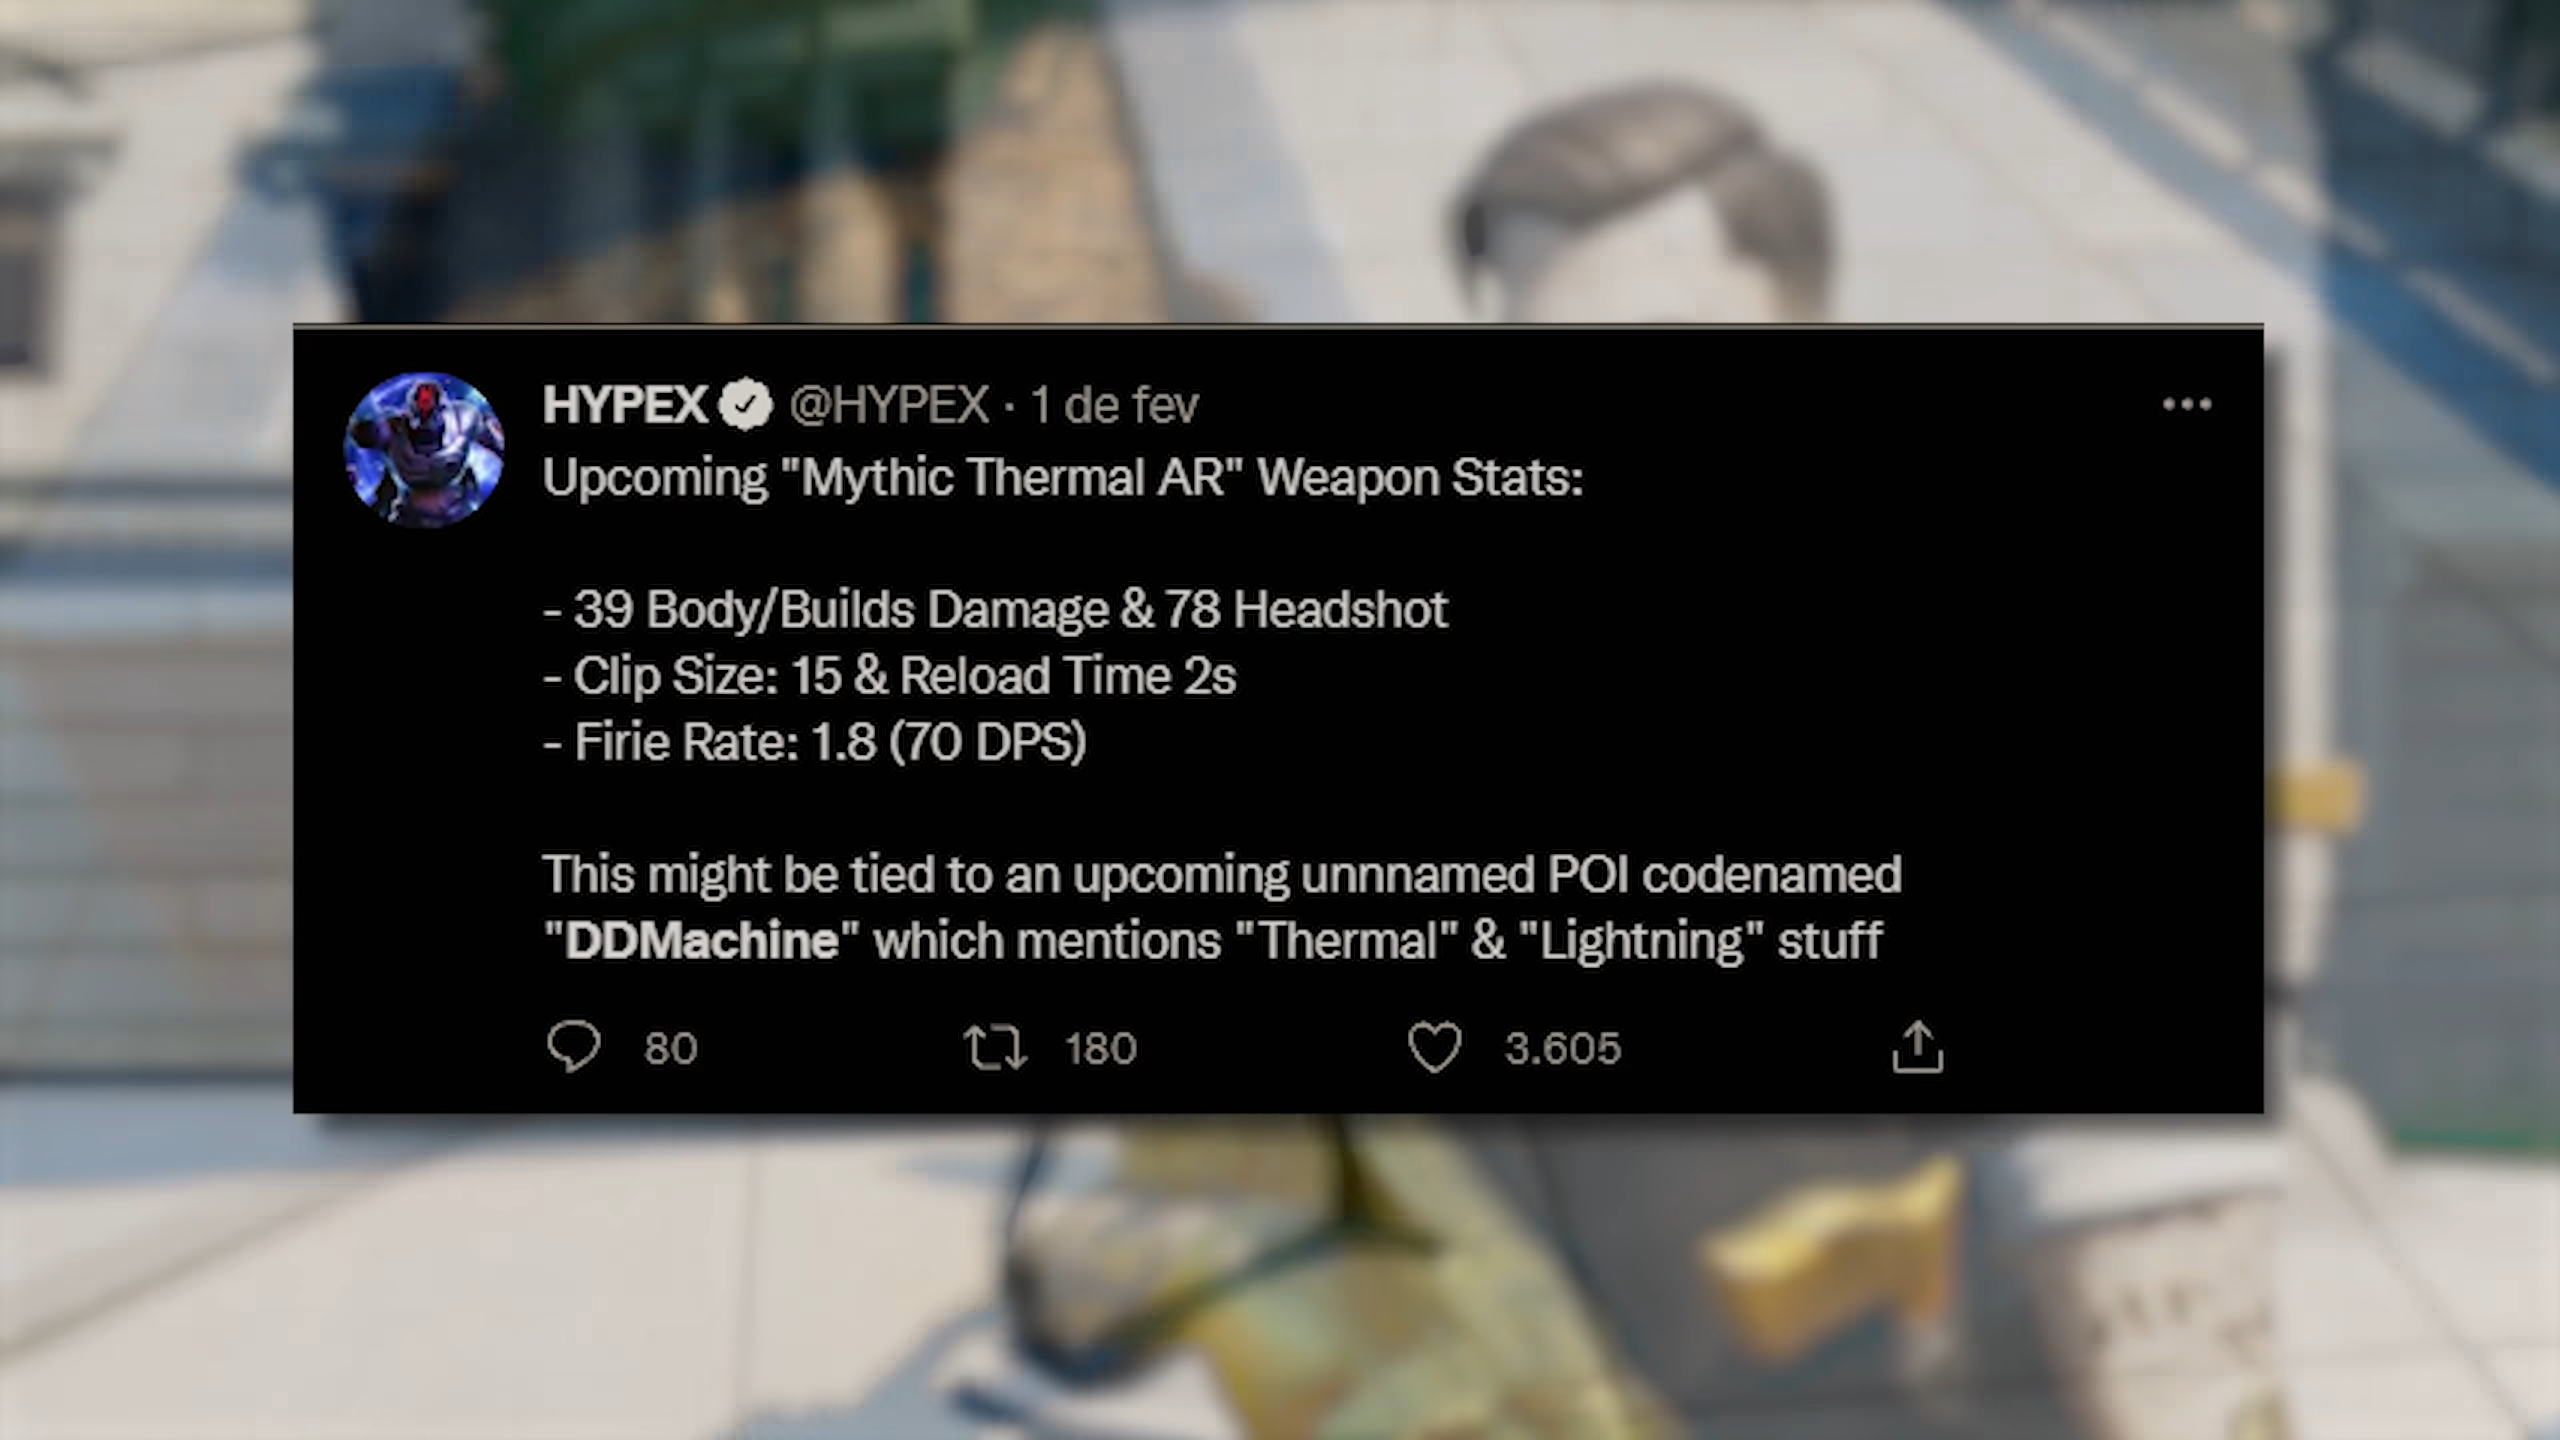 HYPEX @HYPEX · 1 de fev
Upcoming "Mythic Thermal AR" Weapon Stats:
- 39 Body/Builds Damage & 78 Headshot
- Clip Size: 15 & Reload Time 2s
- Firie Rate: 1.8 (70 DPS)
This might be tied to an upcoming unnnamed POI codenamed
"DDMachine" which mentions "Thermal" & "Lightning" stuff
80 180 3.605